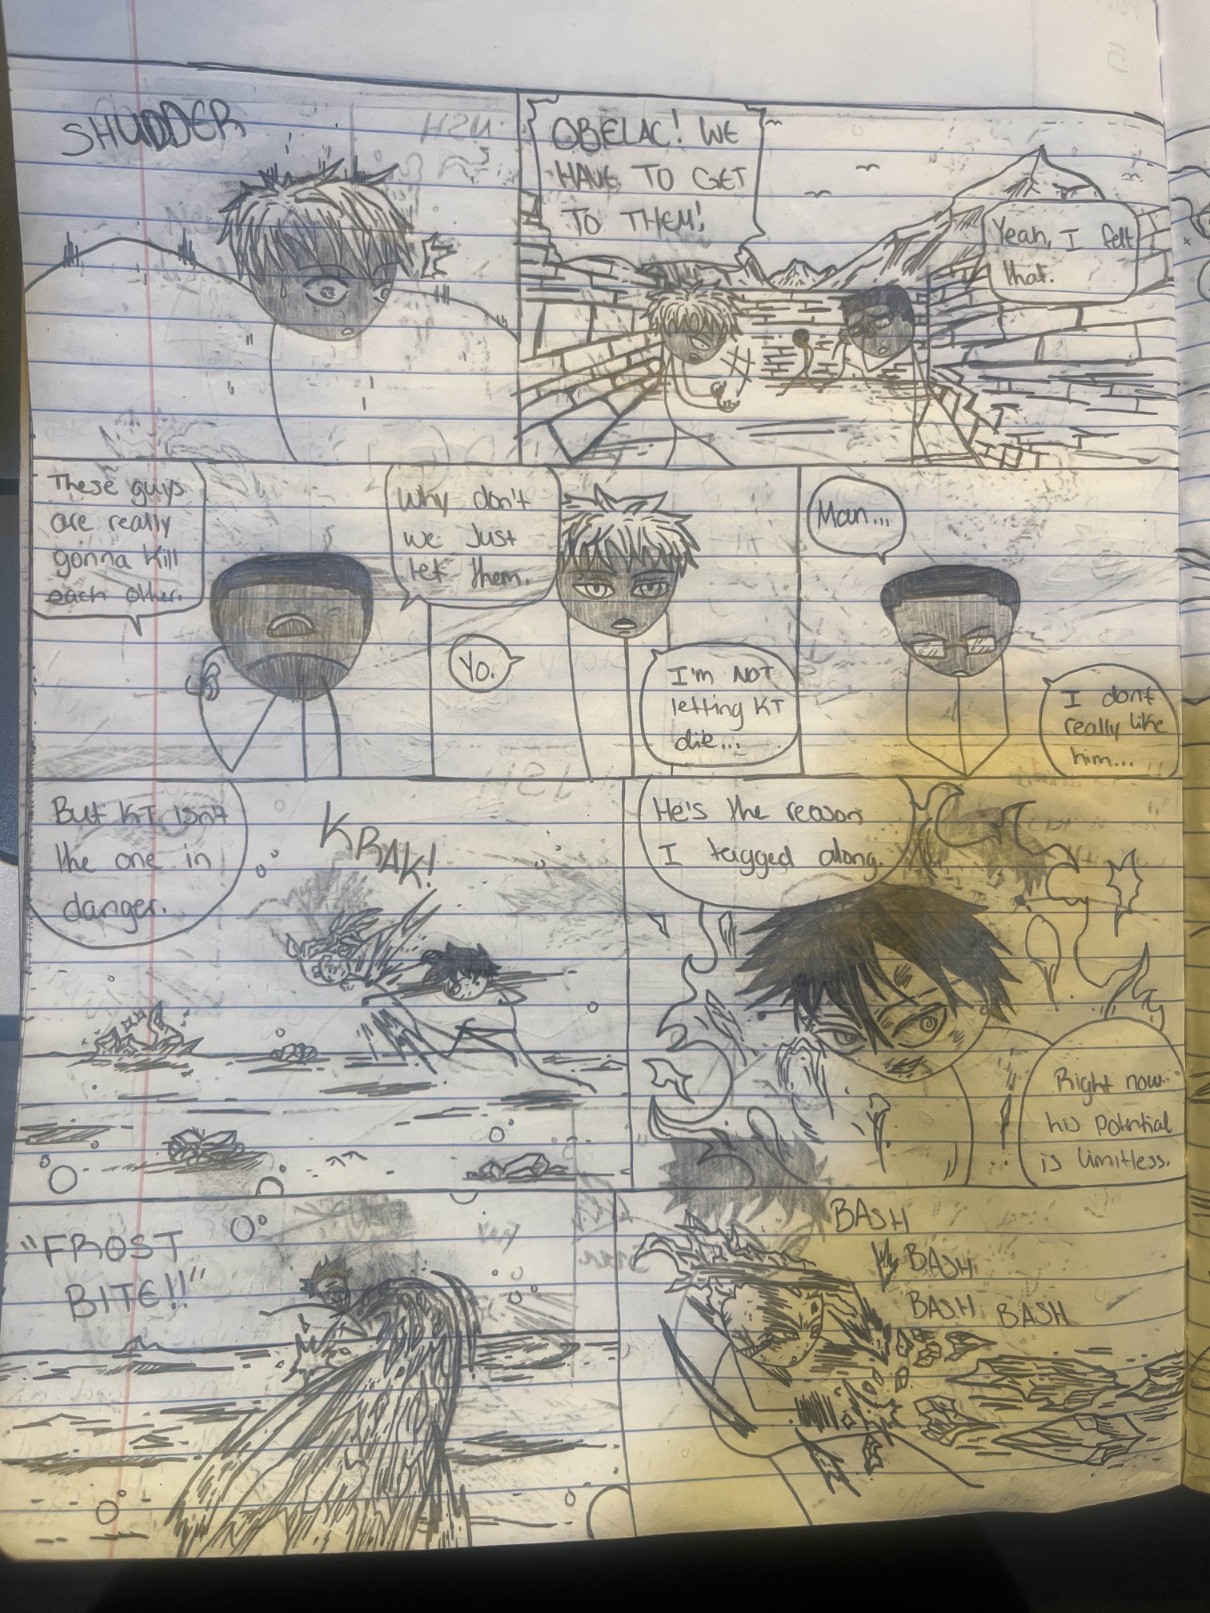 SHUDDER
OBELAC! WE
HAVE TO GET
TO THEM!
Yeah, I felt
that.
These guys
are really
gonna kill
each other.
Why don't
we Just
let them.
Yo.
I'm NOT
letting KT
die...
Man...
I don't
really like
him...
But KT isn't
the one in
danger.
KRAK!
He's the reason
I tagged along.
Right now
his potential
is limitless.
"FROST
BITE!!"
BASH
BASH
BASH BASH